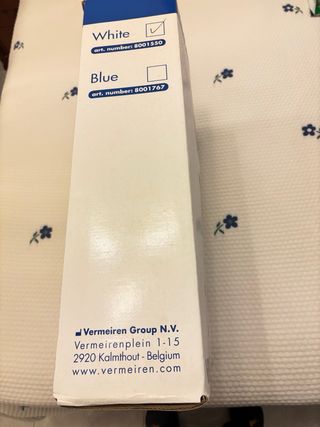 White
art. number: 8001550
Blue
art. number: 8001767
Vermeiren Group N.V.
Vermeirenplein 1-15
2920 Kalmthout - Belgium
www.vermeiren.com